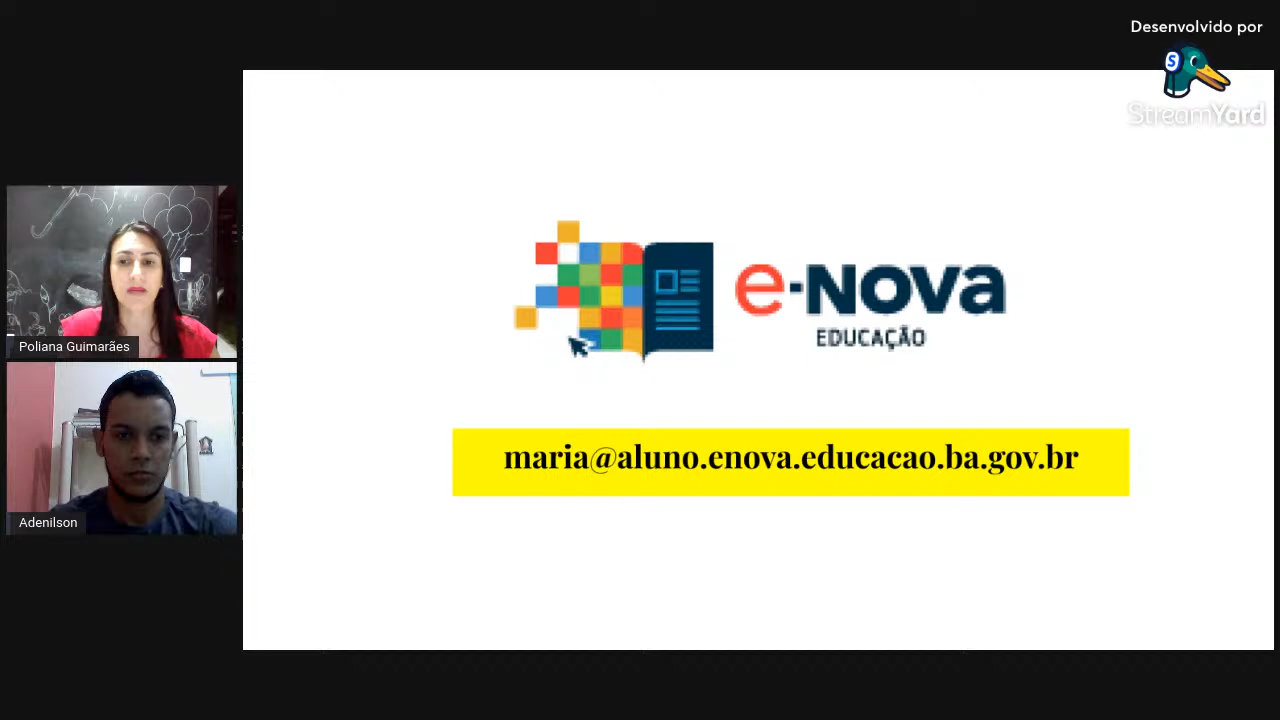 Desenvolvido por
StreamYard
e-Nova
EDUCAÇÃO
maria@aluno.enova.educacao.ba.gov.br
Poliana Guimarães
Adenilson